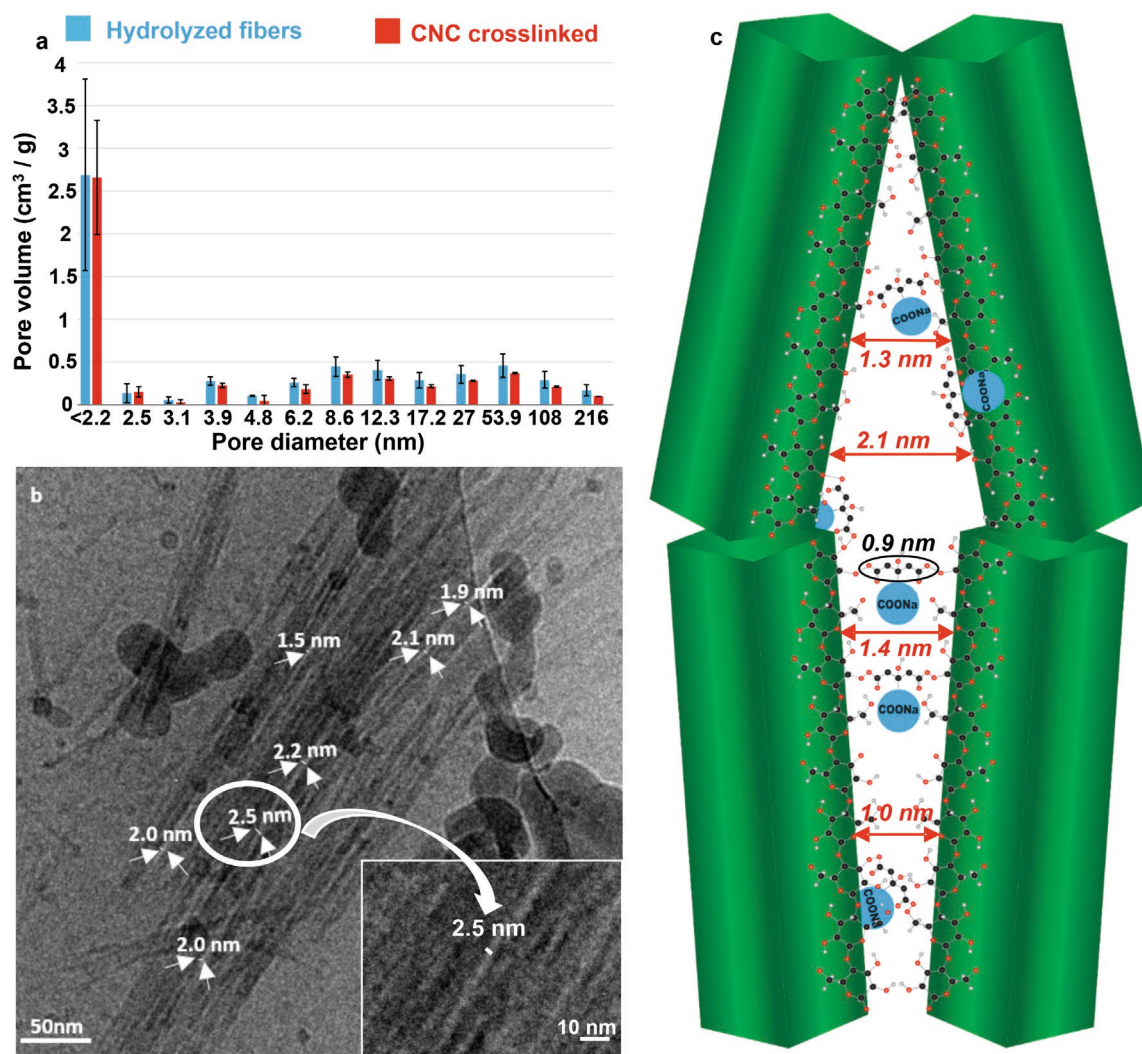 a
Hydrolyzed fibers
CNC crosslinked
Pore volume (cm³ / g)
4
3.5
3
2.5
2
1.5
1
0.5
0
<2.2 2.5 3.1 3.9 4.8 6.2 8.6 12.3 17.2 27 53.9 108 216
Pore diameter (nm)
b
1.9 nm
1.5 nm
2.1 nm
2.2 nm
2.5 nm
2.0 nm
2.0 nm
50nm
2.5 nm
10 nm
c
COONa
1.3 nm
COONa
2.1 nm
0.9 nm
COONa
1.4 nm
COONa
1.0 nm
COONa